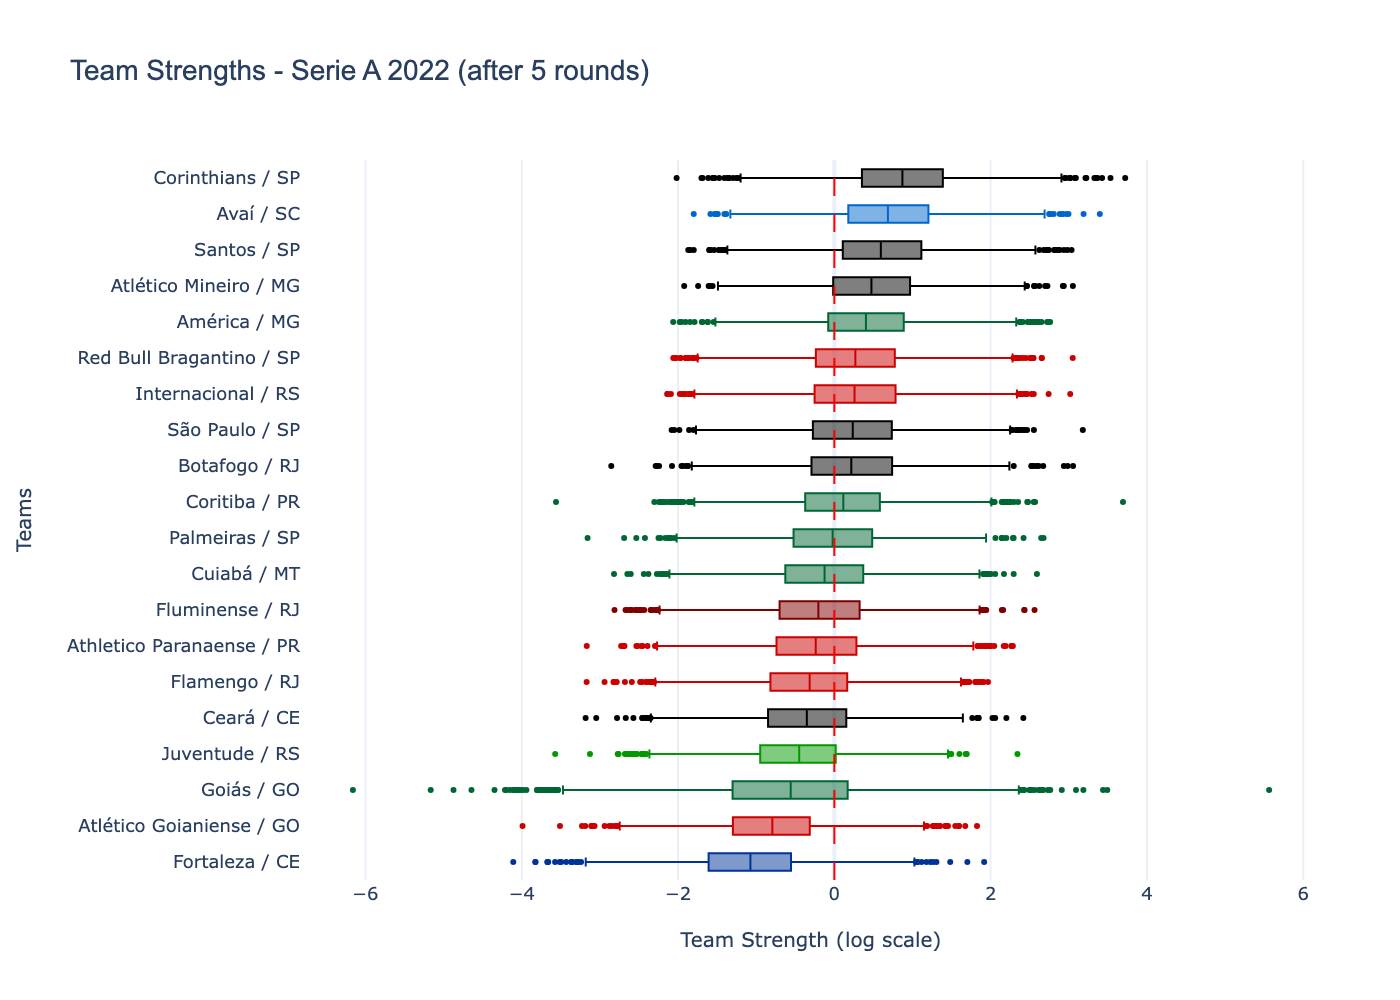 Team Strengths - Serie A 2022 (after 5 rounds)
Teams
Corinthians / SP
Avaí / SC
Santos / SP
Atlético Mineiro / MG
América / MG
Red Bull Bragantino / SP
Internacional / RS
São Paulo / SP
Botafogo / RJ
Coritiba / PR
Palmeiras / SP
Cuiabá / MT
Fluminense / RJ
Athletico Paranaense / PR
Flamengo / RJ
Ceará / CE
Juventude / RS
Goiás / GO
Atlético Goianiense / GO
Fortaleza / CE
−6 −4 −2 0 2 4 6
Team Strength (log scale)